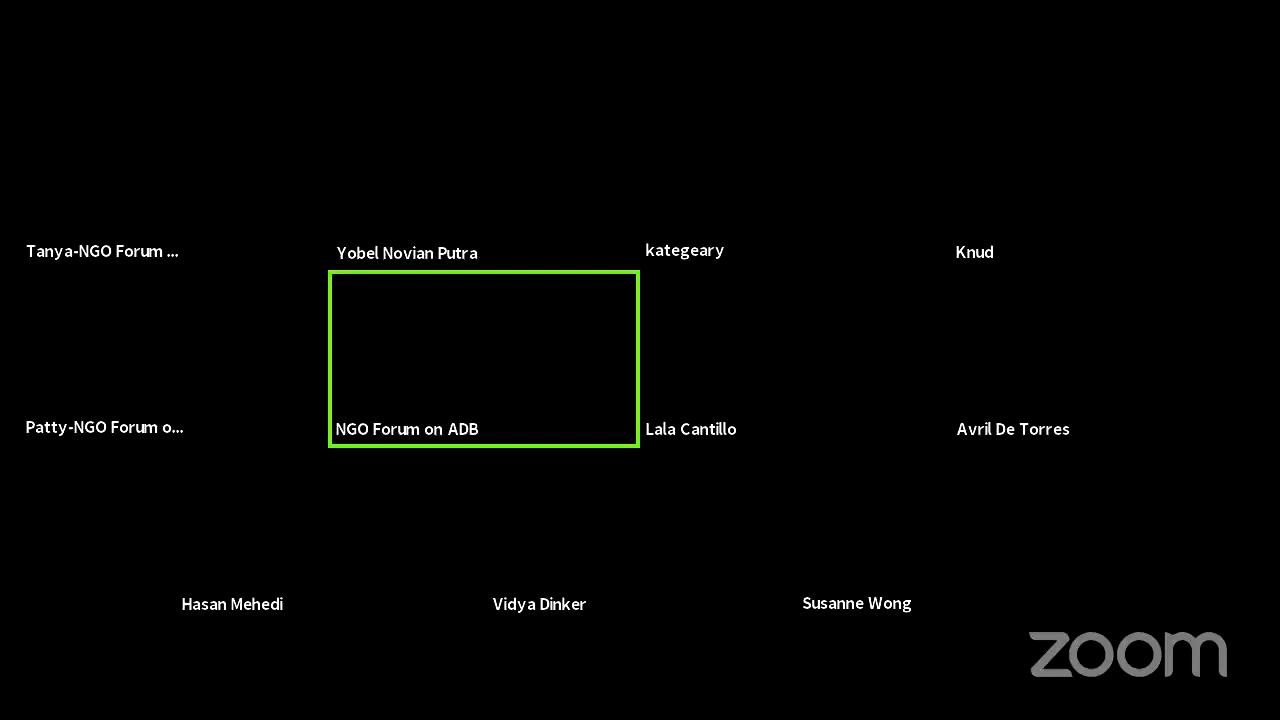 Tanya-NGO Forum ...
Yobel Novian Putra
kategeary
Knud
Patty-NGO Forum o...
NGO Forum on ADB
Lala Cantillo
Avril De Torres
Hasan Mehedi
Vidya Dinker
Susanne Wong
zoom